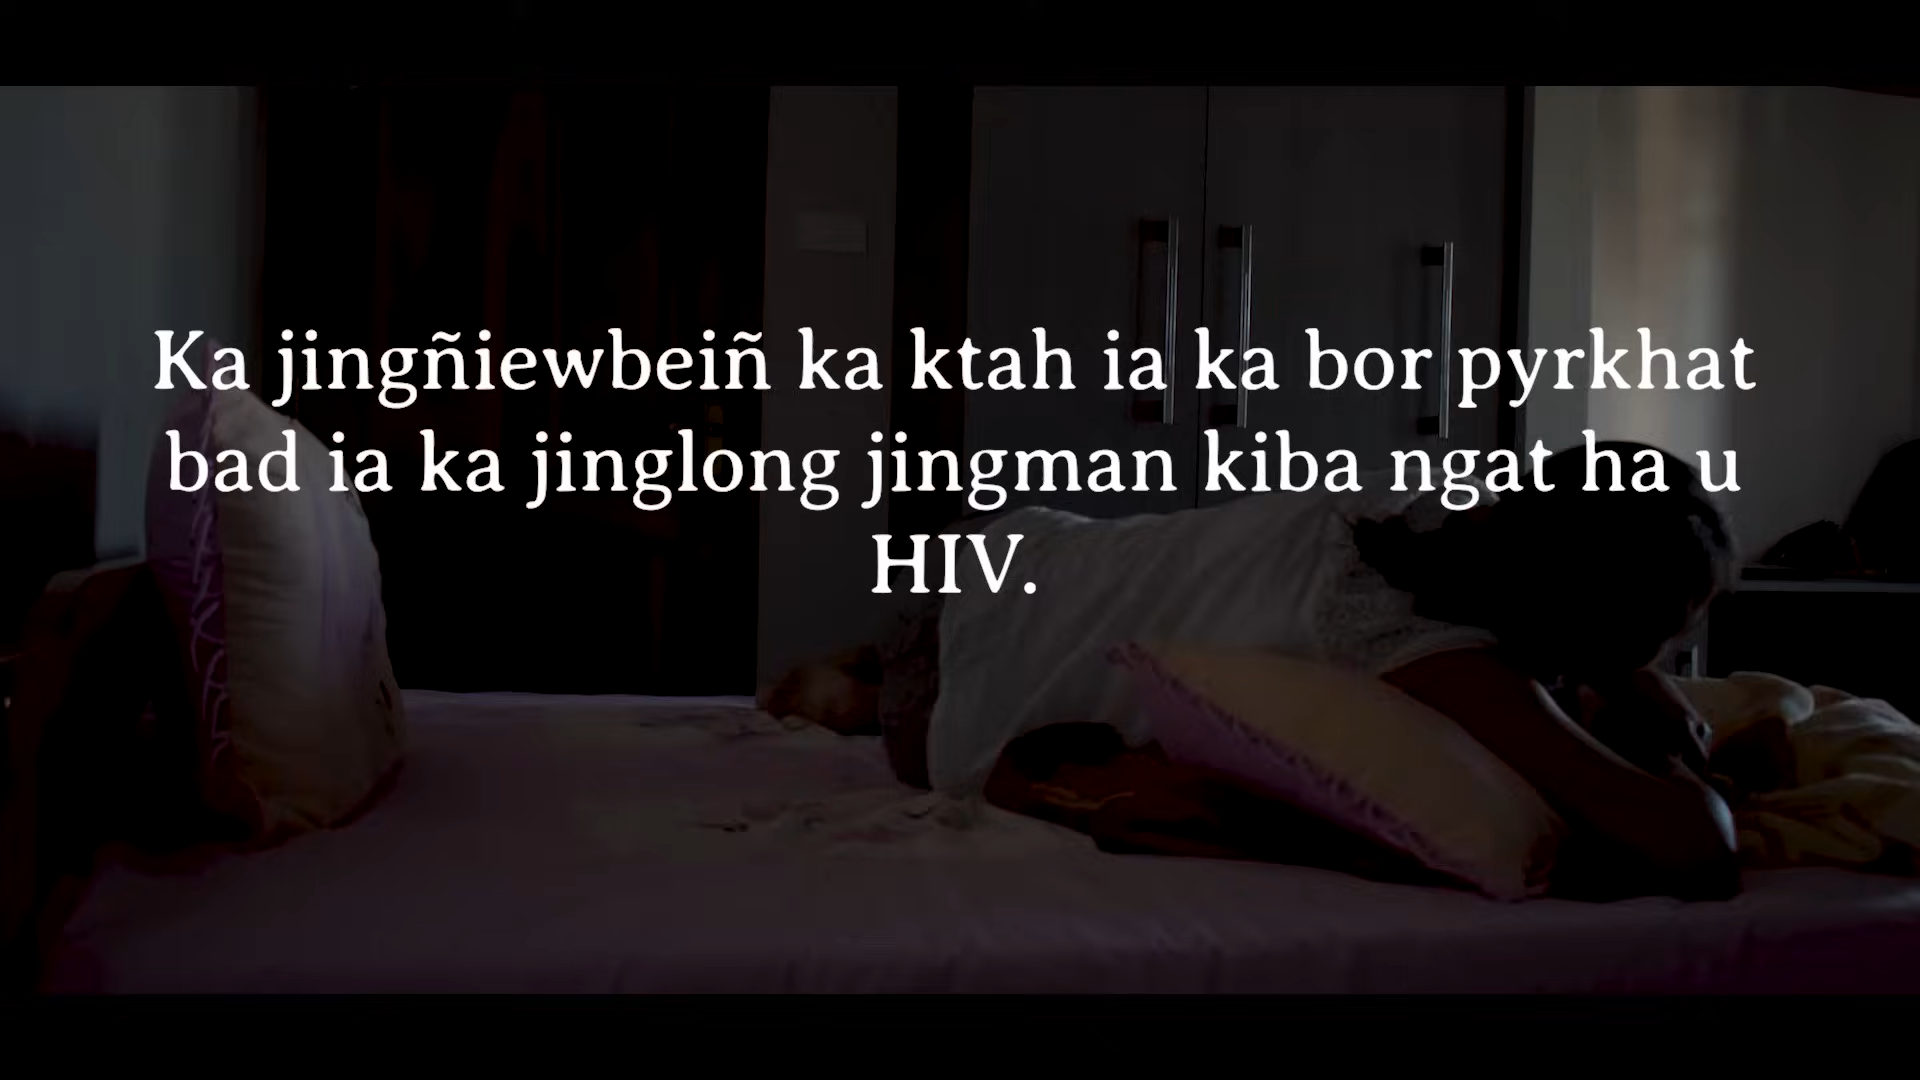 Ka jingñiewbeiñ ka ktah ia ka bor pyrkhat
bad ia ka jinglong jingman kiba ngat ha u
HIV.